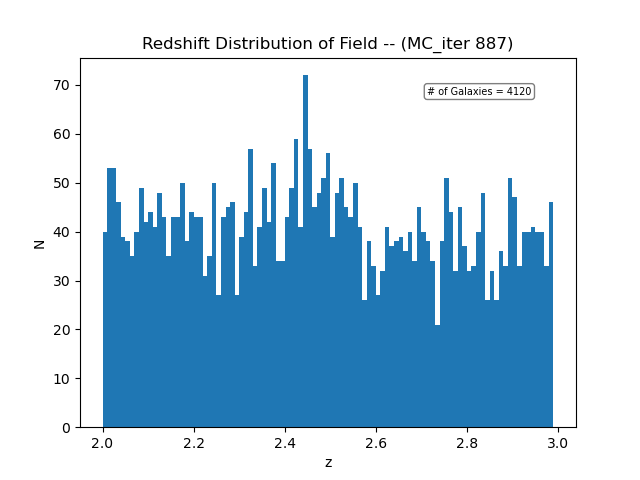 Redshift Distribution of Field -- (MC_iter 887)
# of Galaxies = 4120
70
60
50
40
30
20
10
0
N
2.0 2.2 2.4 2.6 2.8 3.0
z